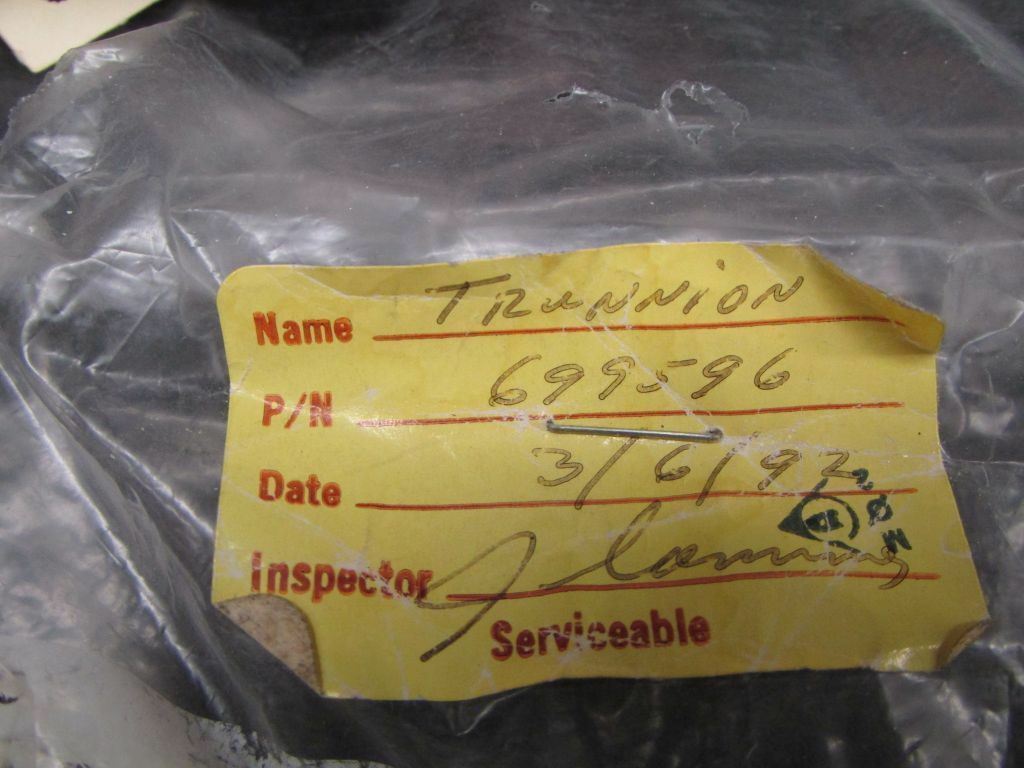 Name TRUNNION
P/N 699596
Date 3/6/92
Inspector
Serviceable